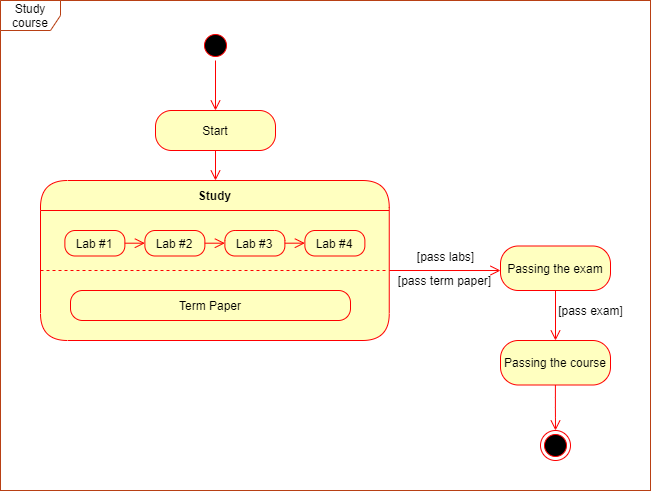 Study
course
Start
Study
Lab #1
Lab #2
Lab #3
Lab #4
Term Paper
[pass labs]
[pass term paper]
Passing the exam
[pass exam]
Passing the course